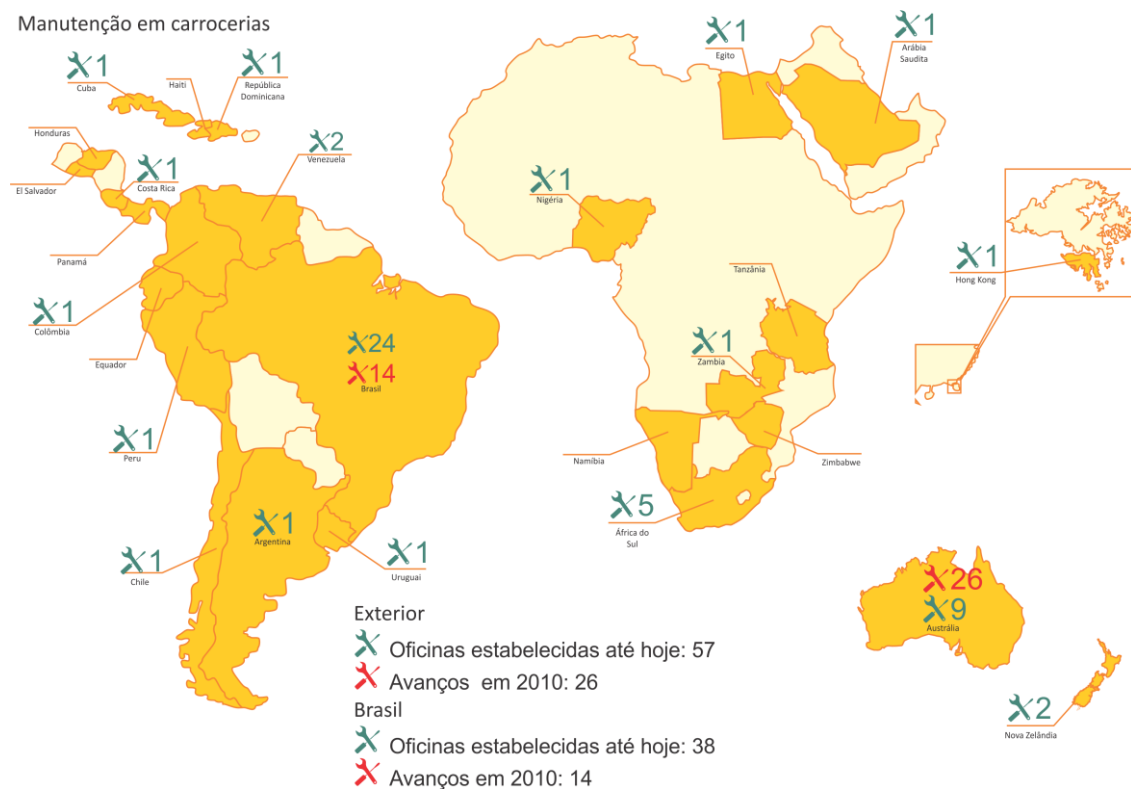 Manutenção em carrocerias
1
Cuba
Haiti
1
República
Dominicana
Honduras
El Salvador
1
Costa Rica
Panamá
2
Venezuela
1
Colômbia
Equador
1
Peru
24
14
Brasil
1
Argentina
1
Chile
1
Uruguai
1
Egito
1
Arábia
Saudita
1
Nigéria
Tanzânia
1
Zambia
Namíbia
Zimbabwe
5
África do
Sul
1
Hong Kong
26
9
Austrália
2
Nova Zelândia
Exterior
Oficinas estabelecidas até hoje: 57
Avanços em 2010: 26
Brasil
Oficinas estabelecidas até hoje: 38
Avanços em 2010: 14